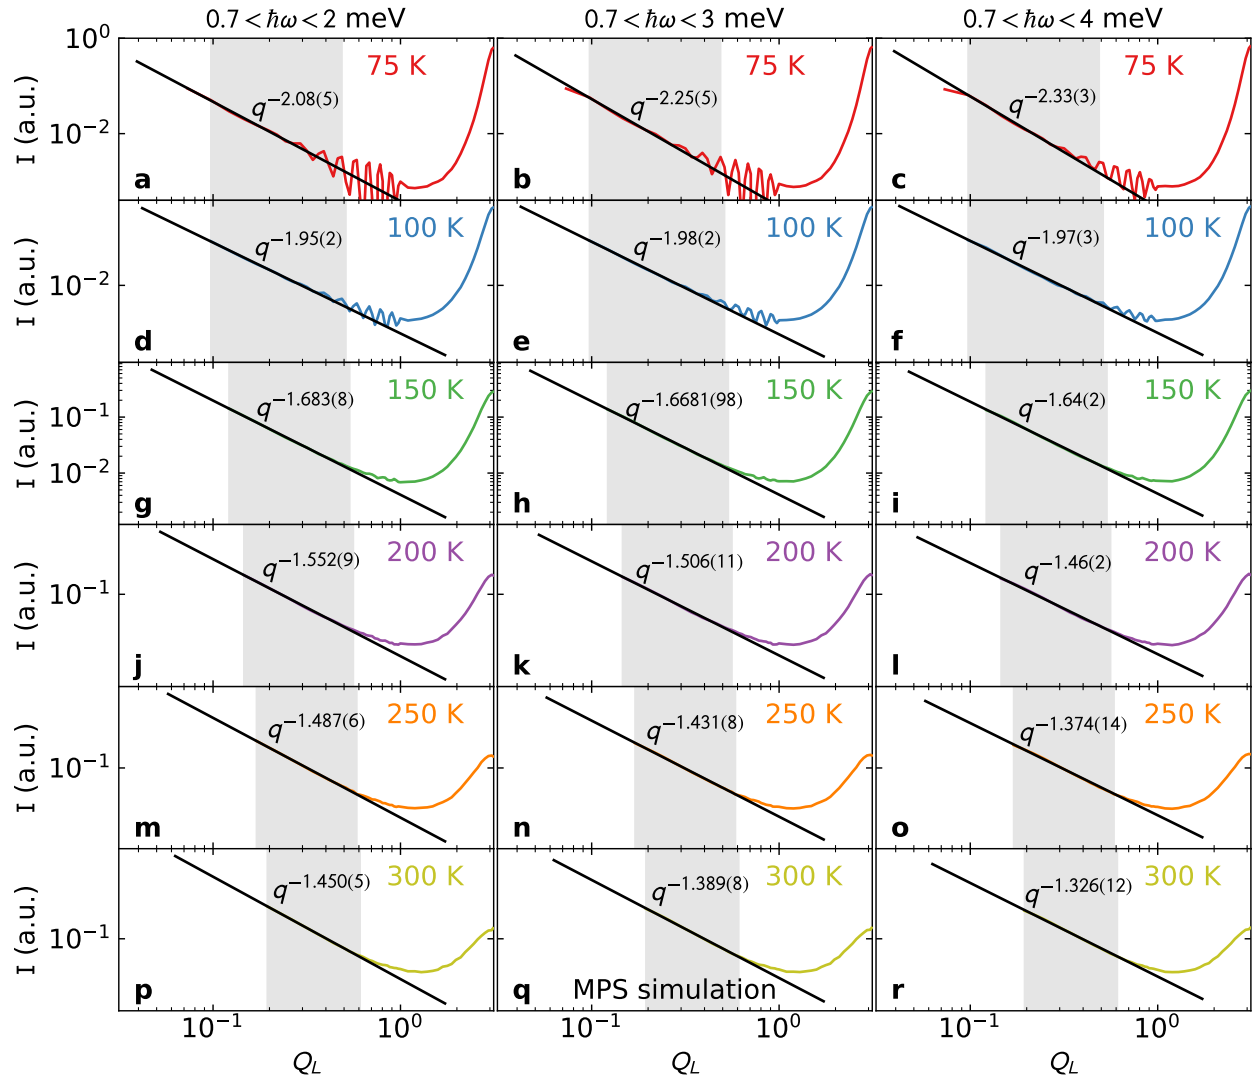 0.7 < ℏω < 2 meV 0.7 < ℏω < 3 meV 0.7 < ℏω < 4 meV
10^0
I (a.u.)
10^−2
75 K
q^−2.08(5)
a
75 K
q^−2.25(5)
b
75 K
q^−2.33(3)
c
I (a.u.)
10^−2
100 K
q^−1.95(2)
d
100 K
q^−1.98(2)
e
100 K
q^−1.97(3)
f
I (a.u.)
10^−1
10^−2
150 K
q^−1.683(8)
g
150 K
q^−1.6681(98)
h
150 K
q^−1.64(2)
i
I (a.u.)
10^−1
200 K
q^−1.552(9)
j
200 K
q^−1.506(11)
k
200 K
q^−1.46(2)
l
I (a.u.)
10^−1
250 K
q^−1.487(6)
m
250 K
q^−1.431(8)
n
250 K
q^−1.374(14)
o
I (a.u.)
10^−1
300 K
q^−1.450(5)
p
300 K
q^−1.389(8)
q
MPS simulation
300 K
q^−1.326(12)
r
10^−1 10^0 10^−1 10^0 10^−1 10^0
Q_L Q_L Q_L